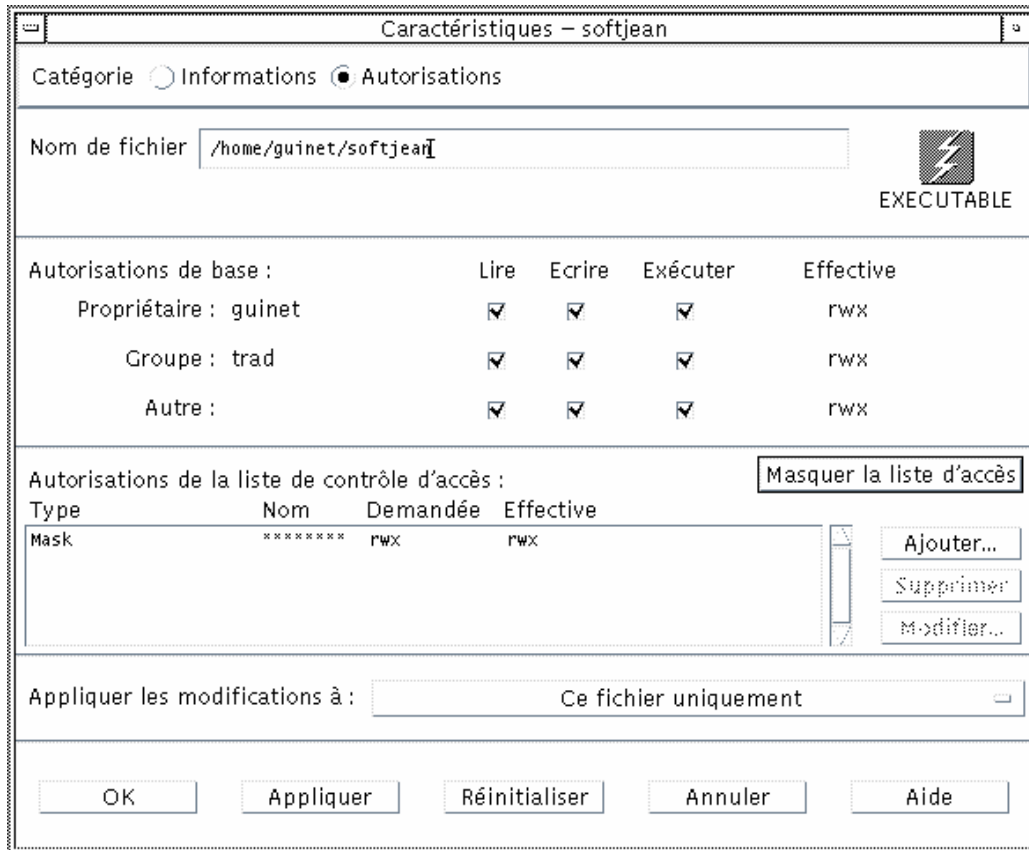 Caractéristiques – softjean
Catégorie Informations Autorisations
Nom de fichier /home/guinet/softjean
EXECUTABLE
Autorisations de base : Lire Ecrire Exécuter Effective
Propriétaire : guinet rwx
Groupe : trad rwx
Autre : rwx
Autorisations de la liste de contrôle d'accès : Masquer la liste d'accès
Type Nom Demandée Effective
Mask ******** rwx rwx
Ajouter...
Supprimer
Modifier...
Appliquer les modifications à : Ce fichier uniquement
OK Appliquer Réinitialiser Annuler Aide